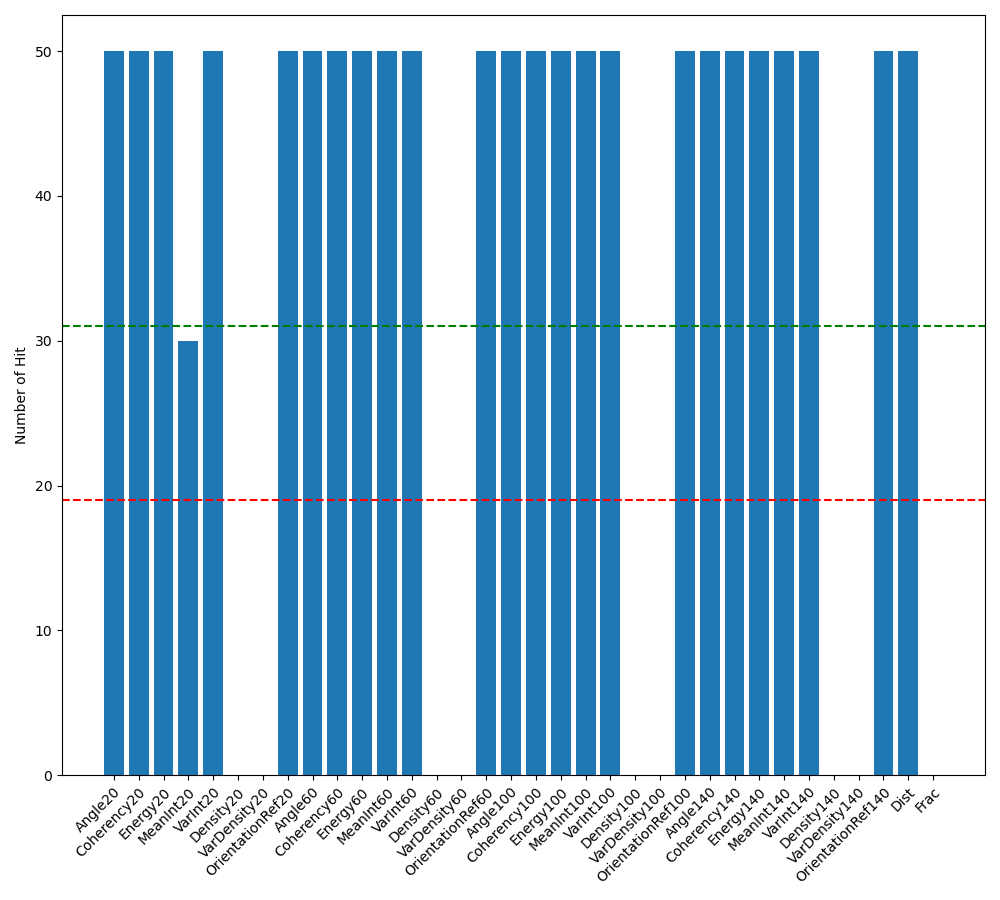 50
40
30
20
10
0
Number of Hit
Angle20
Coherency20
Energy20
MeanInt20
VarInt20
Density20
VarDensity20
OrientationRef20
Angle60
Coherency60
Energy60
MeanInt60
VarInt60
Density60
VarDensity60
OrientationRef60
Angle100
Coherency100
Energy100
MeanInt100
VarInt100
Density100
VarDensity100
OrientationRef100
Angle140
Coherency140
Energy140
MeanInt140
VarInt140
Density140
VarDensity140
OrientationRef140
Dist
Frac